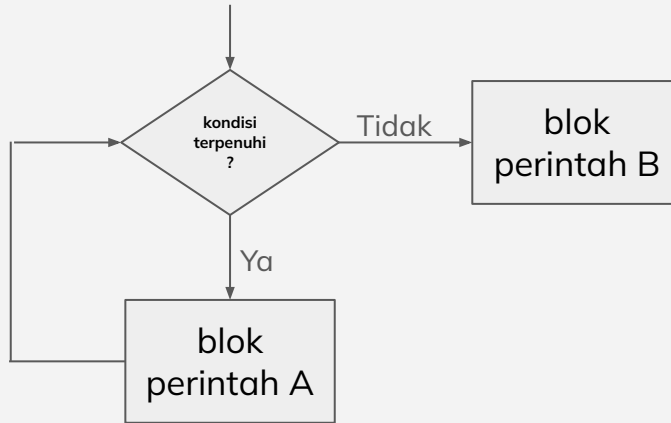 kondisi
terpenuhi
?
Tidak
blok
perintah B
Ya
blok
perintah A